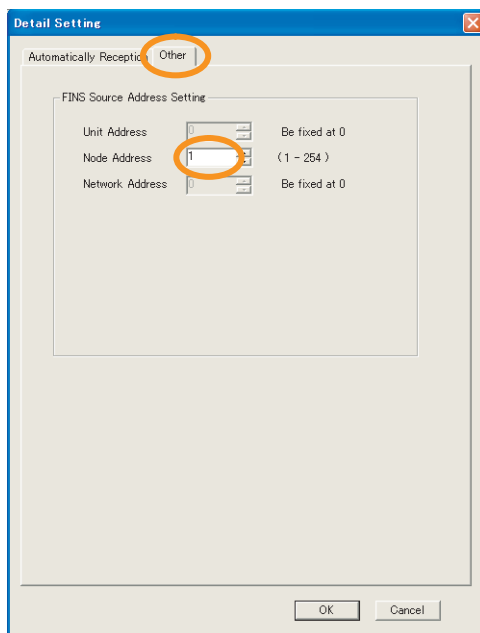 Detail Setting
Automatically Reception Other
FINS Source Address Setting
Unit Address 0 Be fixed at 0
Node Address 1 (1 - 254)
Network Address 0 Be fixed at 0
OK Cancel